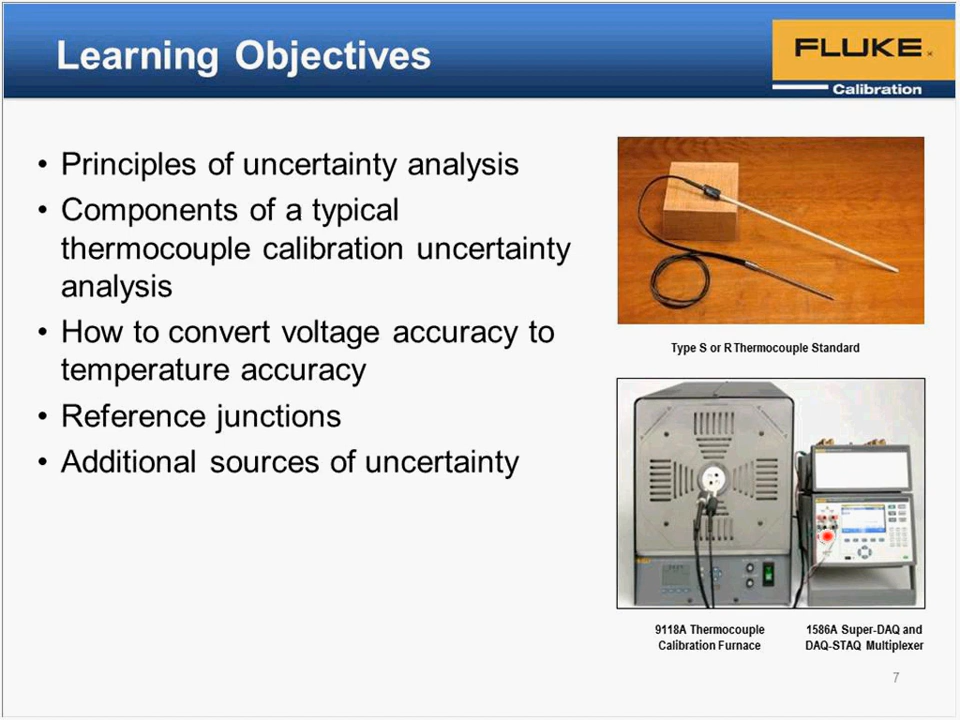 Learning Objectives
FLUKE
Calibration
• Principles of uncertainty analysis
• Components of a typical
thermocouple calibration uncertainty
analysis
• How to convert voltage accuracy to
temperature accuracy
• Reference junctions
• Additional sources of uncertainty
Type S or R Thermocouple Standard
9118A Thermocouple
Calibration Furnace
1586A Super-DAQ and
DAQ-STAQ Multiplexer
7